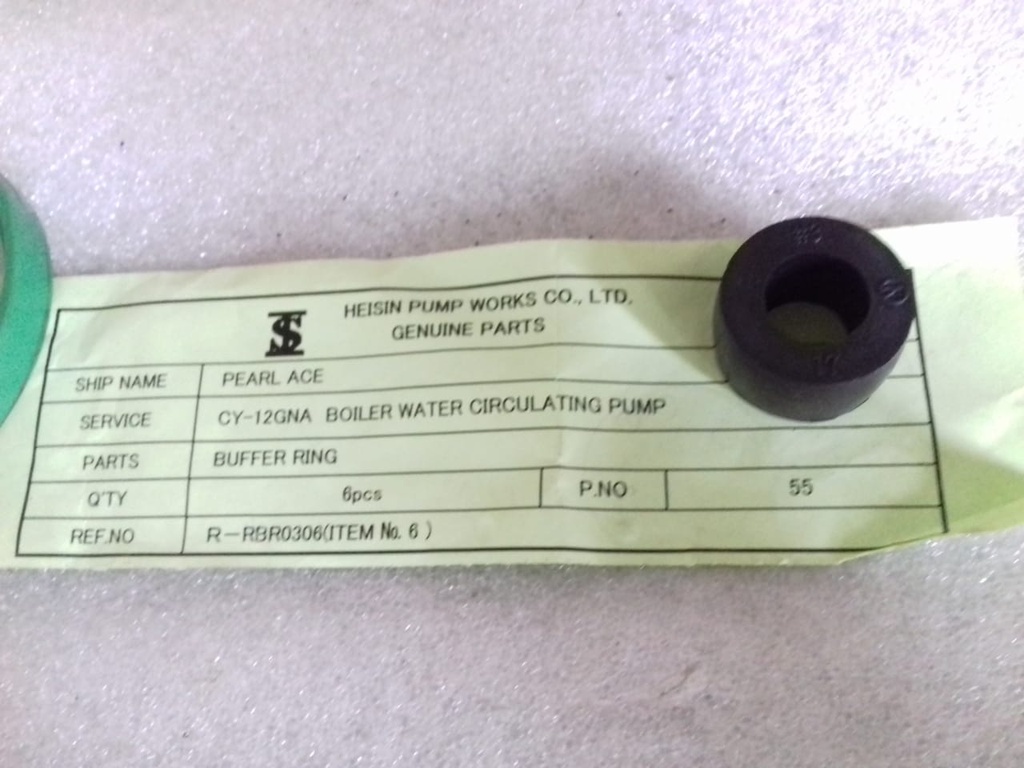 HEISIN PUMP WORKS CO., LTD.
GENUINE PARTS
SHIP NAME PEARL ACE
SERVICE CY-12GNA BOILER WATER CIRCULATING PUMP
PARTS BUFFER RING
Q'TY 6pcs P.NO 55
REF.NO R-RBR0306(ITEM No. 6 )